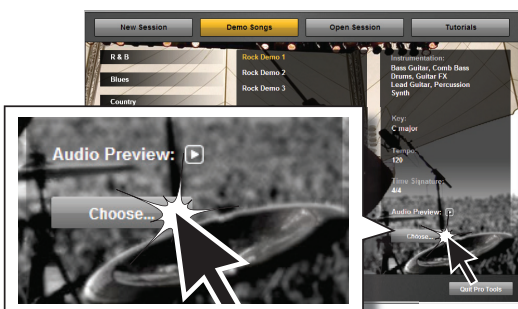 New Session
Demo Songs
Open Session
Tutorials
R & B
Blues
Country
Rock Demo 1
Rock Demo 2
Rock Demo 3
Instrumentation:
Bass Guitar, Comb Bass
Drums, Guitar FX
Lead Guitar, Percussion
Synth
Key:
C major
Tempo:
120
Time Signature:
4/4
Audio Preview:
Choose...
Quit Pro Tools
Audio Preview:
Choose...